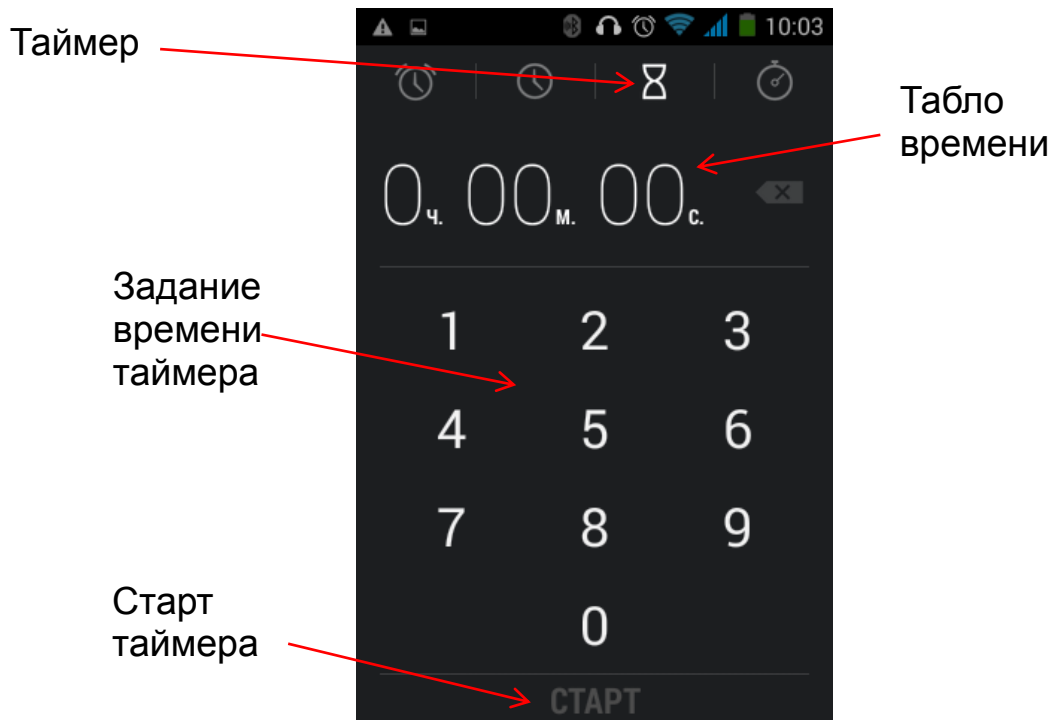 10:03
Таймер
Табло
времени
0ч. 00м. 00с.
Задание
времени
таймера
1 2 3
4 5 6
7 8 9
0
Старт
таймера
СТАРТ